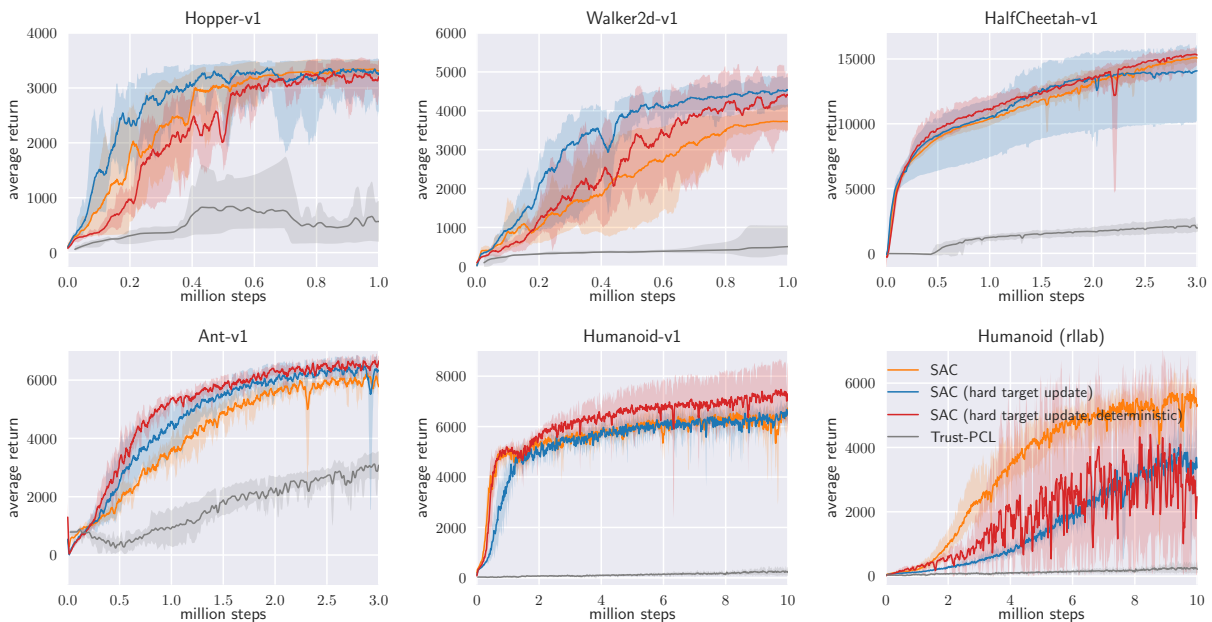 Hopper-v1
4000
3000
2000
1000
0
average return
0.0 0.2 0.4 0.6 0.8 1.0
million steps
Walker2d-v1
6000
5000
4000
3000
2000
1000
0
average return
0.0 0.2 0.4 0.6 0.8 1.0
million steps
HalfCheetah-v1
15000
10000
5000
0
average return
0.0 0.5 1.0 1.5 2.0 2.5 3.0
million steps
Ant-v1
6000
4000
2000
0
average return
0.0 0.5 1.0 1.5 2.0 2.5 3.0
million steps
Humanoid-v1
8000
6000
4000
2000
0
average return
0 2 4 6 8 10
million steps
Humanoid (rllab)
6000
4000
2000
0
average return
SAC
SAC (hard target update)
SAC (hard target update, deterministic)
Trust-PCL
0 2 4 6 8 10
million steps